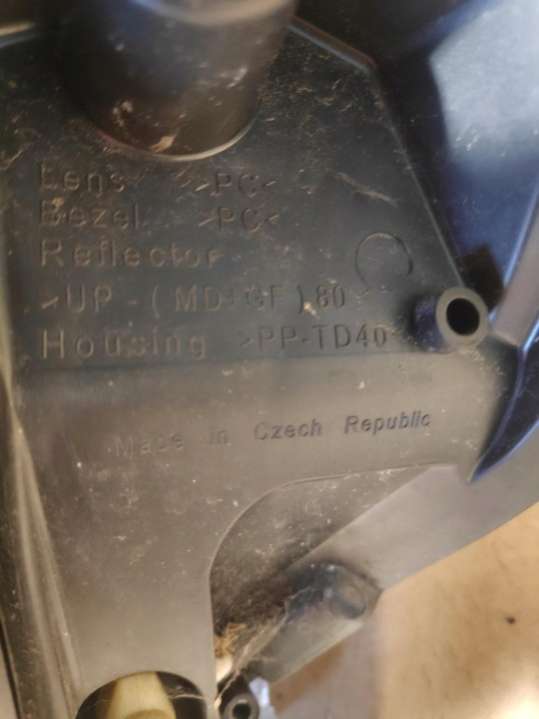 Lens >PC<
Bezel >PC<
Reflector
>UP-(MD+GF)80
Housing >PP-TD40
Made in Czech Republic